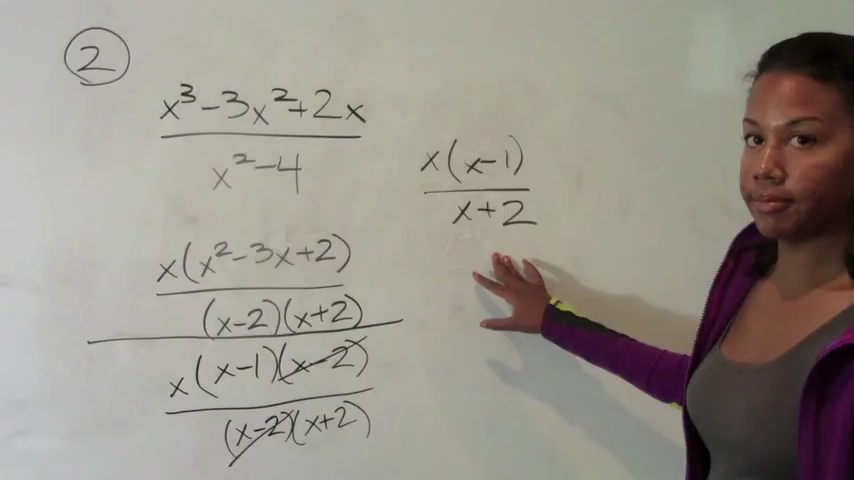 2
x³-3x²+2x
x²-4
x(x²-3x+2)
(x-2)(x+2)
x(x-1)(x-2)
(x-2)(x+2)
x(x-1)
x+2